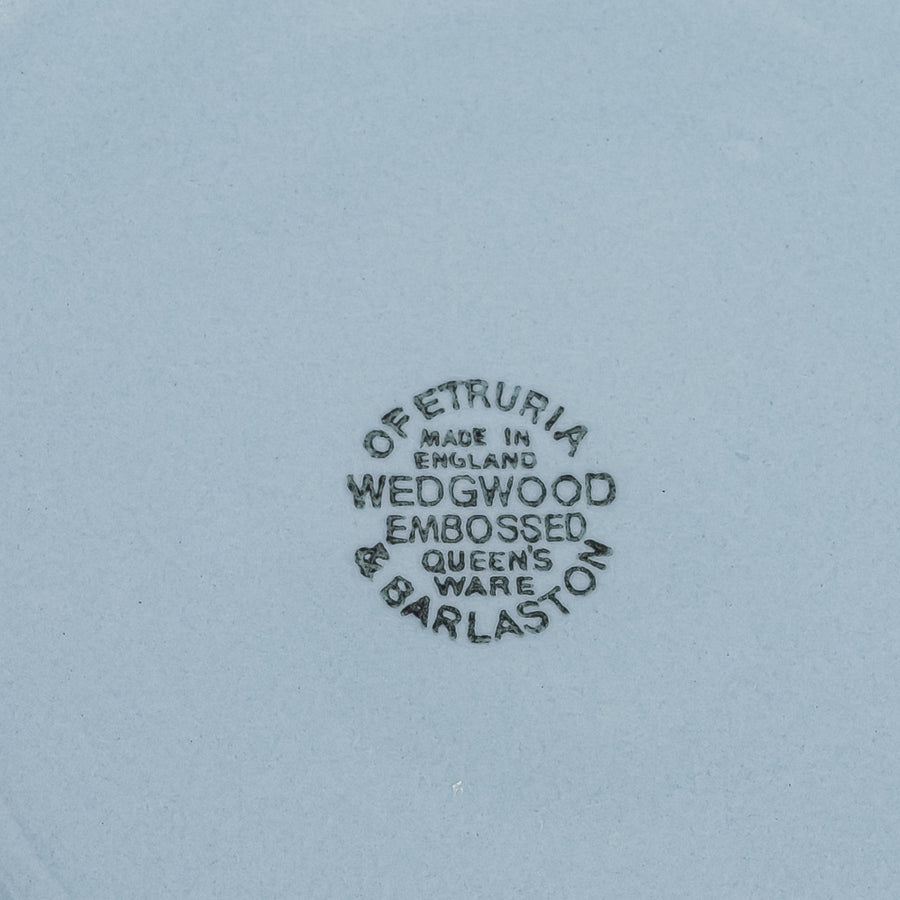 OF ETRURIA
MADE IN
ENGLAND
WEDGWOOD
EMBOSSED
QUEEN'S
WARE
& BARLASTON